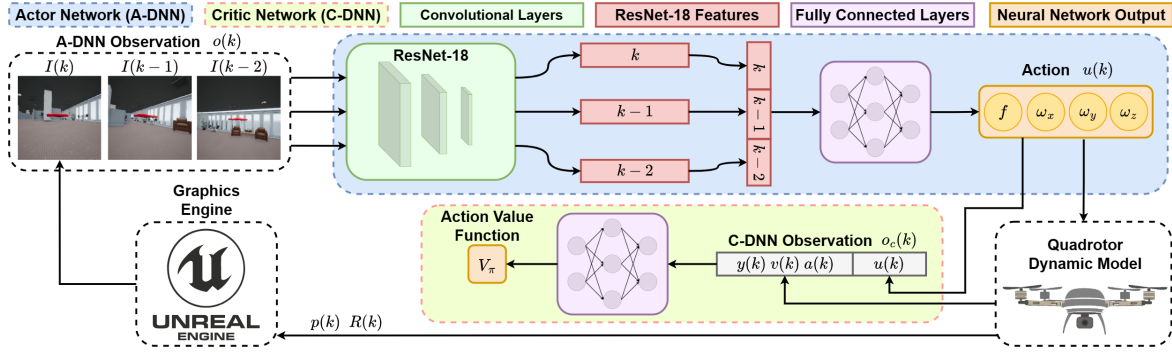 Actor Network (A-DNN)
Critic Network (C-DNN)
Convolutional Layers
ResNet-18 Features
Fully Connected Layers
Neural Network Output
A-DNN Observation o(k)
I(k)
I(k−1)
I(k−2)
ResNet-18
k
k−1
k−2
k
k−1
k−2
Action u(k)
f
ω_x
ω_y
ω_z
Graphics
Engine
UNREAL
ENGINE
Action Value
Function
V_π
C-DNN Observation o_c(k)
y(k) v(k) a(k)
u(k)
Quadrotor
Dynamic Model
p(k) R(k)